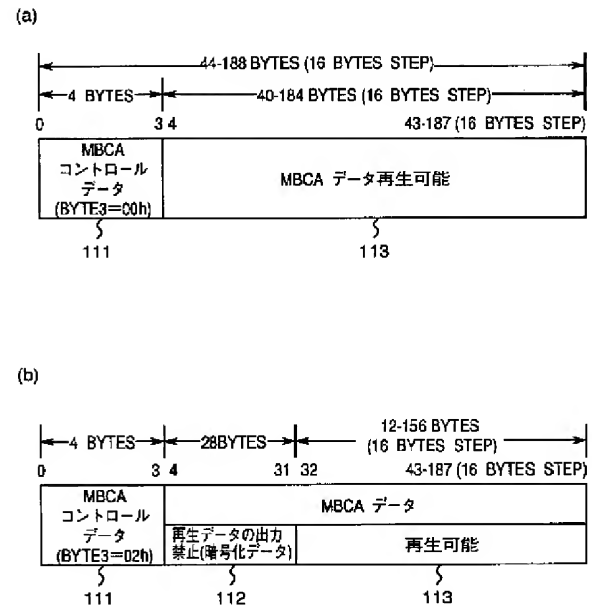 (a)
44-188 BYTES (16 BYTES STEP)
4 BYTES
40-184 BYTES (16 BYTES STEP)
0
3
4
43-187 (16 BYTES STEP)
MBCA
コントロール
データ
(BYTE3=00h)
MBCA データ再生可能
111
113
(b)
4 BYTES
28BYTES
12-156 BYTES
(16 BYTES STEP)
0
3
4
31
32
43-187 (16 BYTES STEP)
MBCA
コントロール
データ
(BYTE3=02h)
MBCA データ
再生データの出力
禁止(暗号化データ)
再生可能
111
112
113